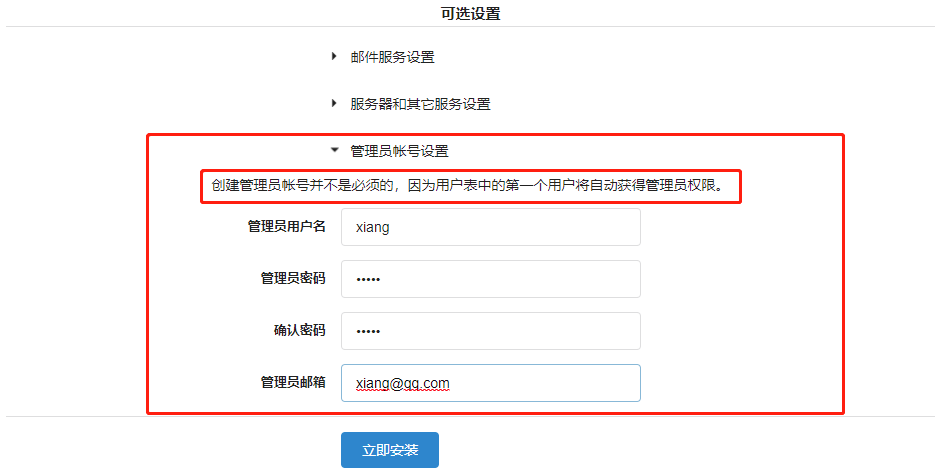 可选设置
邮件服务设置
服务器和其它服务设置
管理员帐号设置
创建管理员帐号并不是必须的，因为用户表中的第一个用户将自动获得管理员权限。
管理员用户名 xiang
管理员密码 •••••
确认密码 •••••
管理员邮箱 xiang@qq.com
立即安装